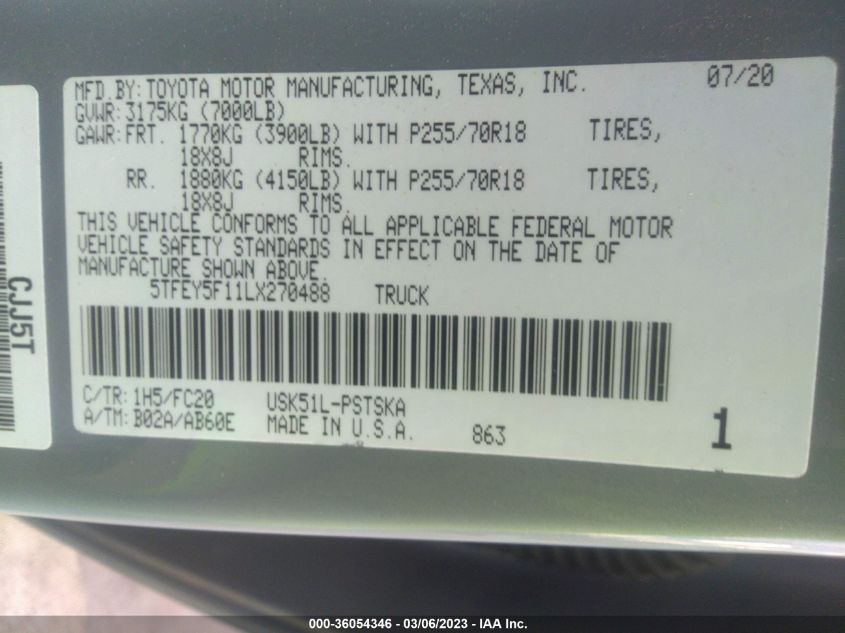 MFD. BY: TOYOTA MOTOR MANUFACTURING, TEXAS, INC. 07/20
GVWR: 3175KG (7000LB)
GAWR: FRT. 1770KG (3900LB) WITH P255/70R18 TIRES,
18X8J RIMS.
RR. 1880KG (4150LB) WITH P255/70R18 TIRES,
18X8J RIMS.
THIS VEHICLE CONFORMS TO ALL APPLICABLE FEDERAL MOTOR
VEHICLE SAFETY STANDARDS IN EFFECT ON THE DATE OF
MANUFACTURE SHOWN ABOVE.
5TFEY5F11LX270488 TRUCK
C/TR: 1H5/FC20 USK51L-PSTSKA
A/TM: B02A/AB60E MADE IN U.S.A. 863 1
CJJ5T
000-36054346 - 03/06/2023 - IAA Inc.